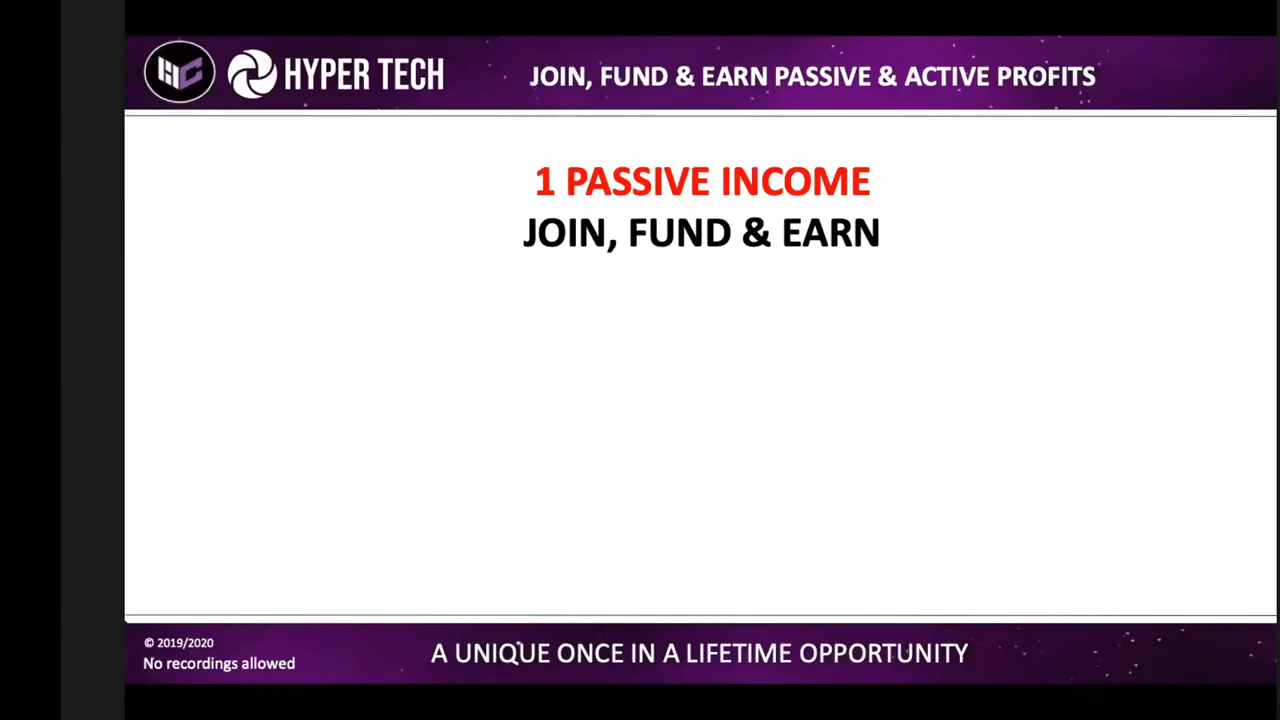 HYPER TECH
JOIN, FUND & EARN PASSIVE & ACTIVE PROFITS
1 PASSIVE INCOME
JOIN, FUND & EARN
© 2019/2020
No recordings allowed
A UNIQUE ONCE IN A LIFETIME OPPORTUNITY